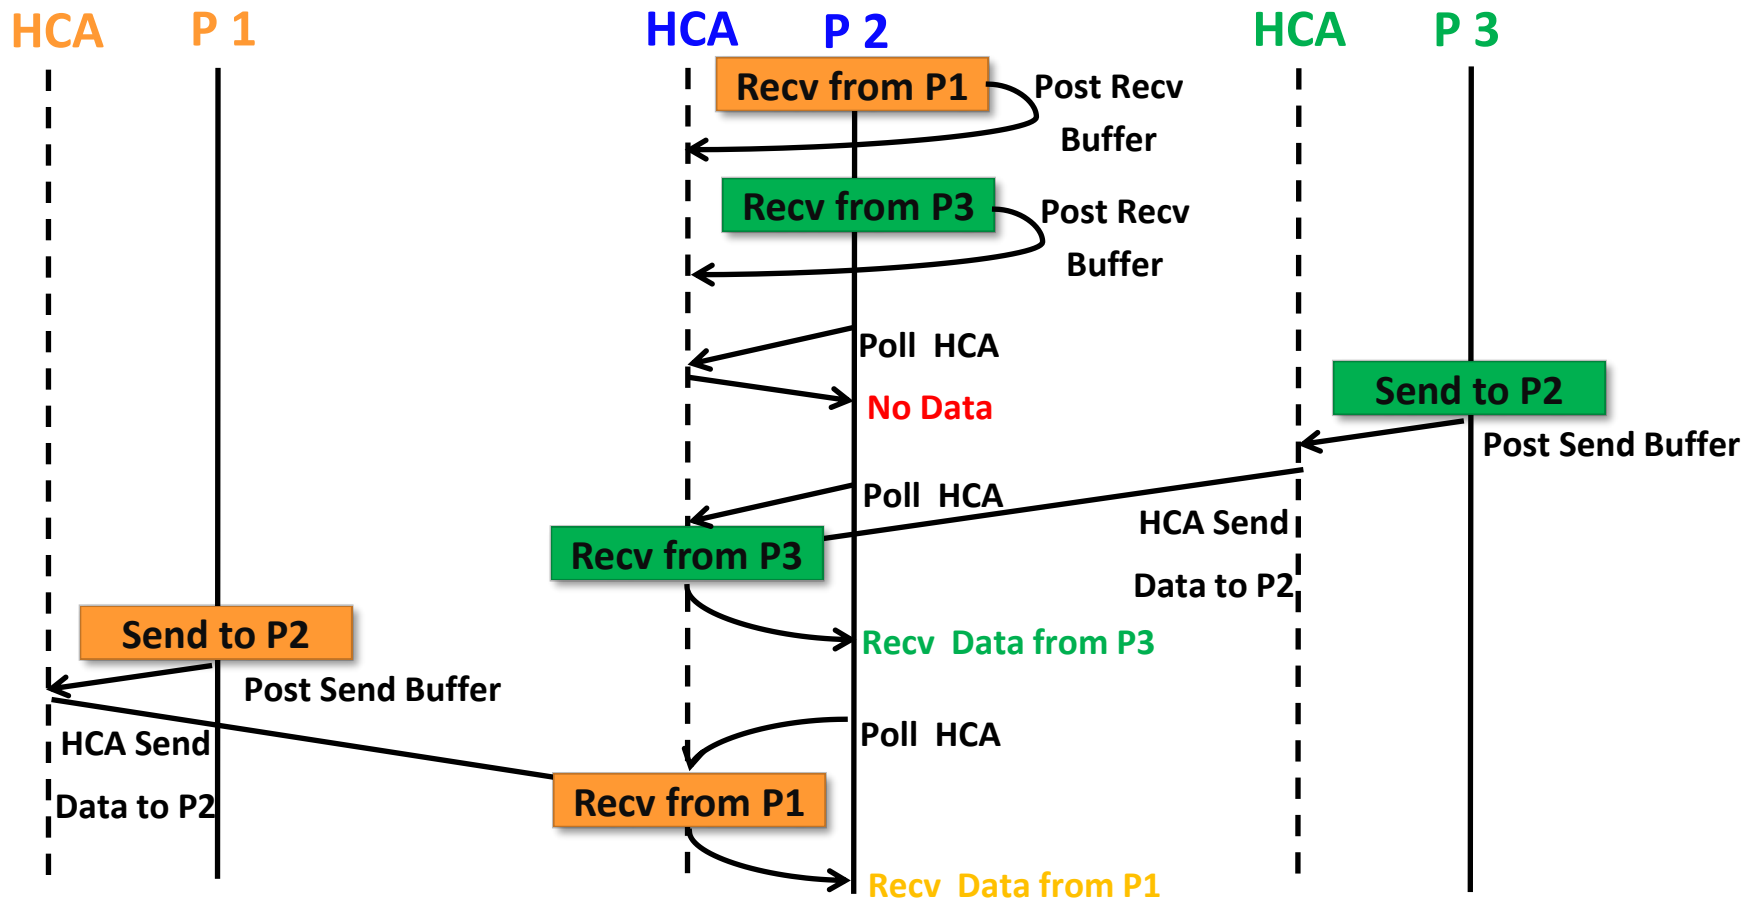 HCA P 1 HCA P 2 HCA P 3
Recv from P1
Post Recv
Buffer
Recv from P3
Post Recv
Buffer
Poll HCA
No Data
Send to P2
Post Send Buffer
Poll HCA
HCA Send
Data to P2
Recv from P3
Recv Data from P3
Send to P2
Post Send Buffer
HCA Send
Data to P2
Poll HCA
Recv from P1
Recv Data from P1